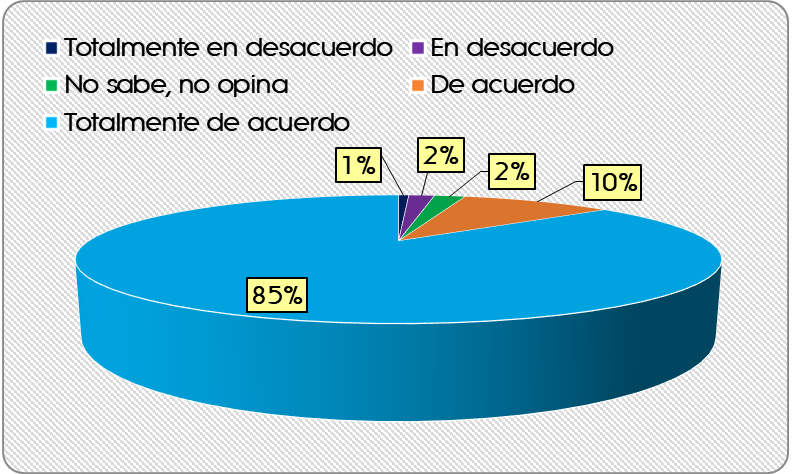 Totalmente en desacuerdo En desacuerdo
No sabe, no opina De acuerdo
Totalmente de acuerdo
1% 2% 2% 10%
85%